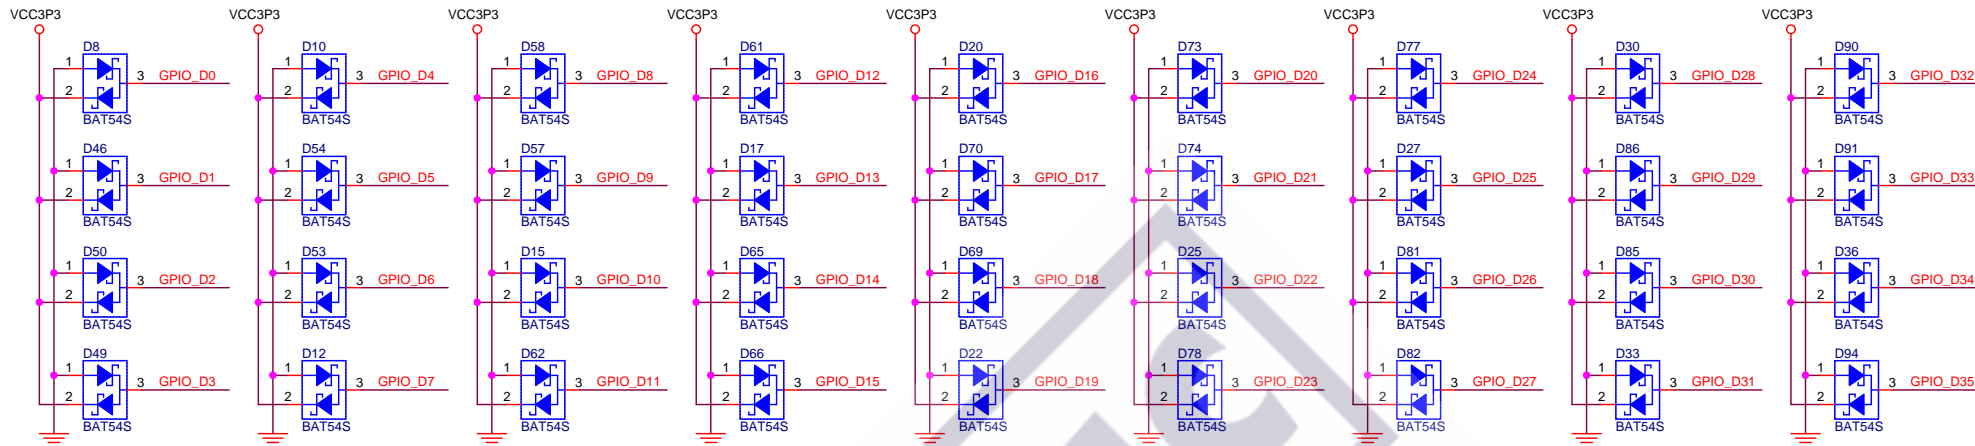 VCC3P3 VCC3P3 VCC3P3 VCC3P3 VCC3P3 VCC3P3 VCC3P3 VCC3P3 VCC3P3
D8 D10 D58 D61 D20 D73 D77 D30 D90
1 3 GPIO_D0 1 3 GPIO_D4 1 3 GPIO_D8 1 3 GPIO_D12 1 3 GPIO_D16 1 3 GPIO_D20 1 3 GPIO_D24 1 3 GPIO_D28 1 3 GPIO_D32
2 2 2 2 2 2 2 2 2
BAT54S BAT54S BAT54S BAT54S BAT54S BAT54S BAT54S BAT54S BAT54S
D46 D54 D57 D17 D70 D74 D27 D86 D91
1 3 GPIO_D1 1 3 GPIO_D5 1 3 GPIO_D9 1 3 GPIO_D13 1 3 GPIO_D17 1 3 GPIO_D21 1 3 GPIO_D25 1 3 GPIO_D29 1 3 GPIO_D33
2 2 2 2 2 2 2 2 2
BAT54S BAT54S BAT54S BAT54S BAT54S BAT54S BAT54S BAT54S BAT54S
D50 D53 D15 D65 D69 D25 D81 D85 D36
1 3 GPIO_D2 1 3 GPIO_D6 1 3 GPIO_D10 1 3 GPIO_D14 1 3 GPIO_D18 1 3 GPIO_D22 1 3 GPIO_D26 1 3 GPIO_D30 1 3 GPIO_D34
2 2 2 2 2 2 2 2 2
BAT54S BAT54S BAT54S BAT54S BAT54S BAT54S BAT54S BAT54S BAT54S
D49 D12 D62 D66 D22 D78 D82 D33 D94
1 3 GPIO_D3 1 3 GPIO_D7 1 3 GPIO_D11 1 3 GPIO_D15 1 3 GPIO_D19 1 3 GPIO_D23 1 3 GPIO_D27 1 3 GPIO_D31 1 3 GPIO_D35
2 2 2 2 2 2 2 2 2
BAT54S BAT54S BAT54S BAT54S BAT54S BAT54S BAT54S BAT54S BAT54S